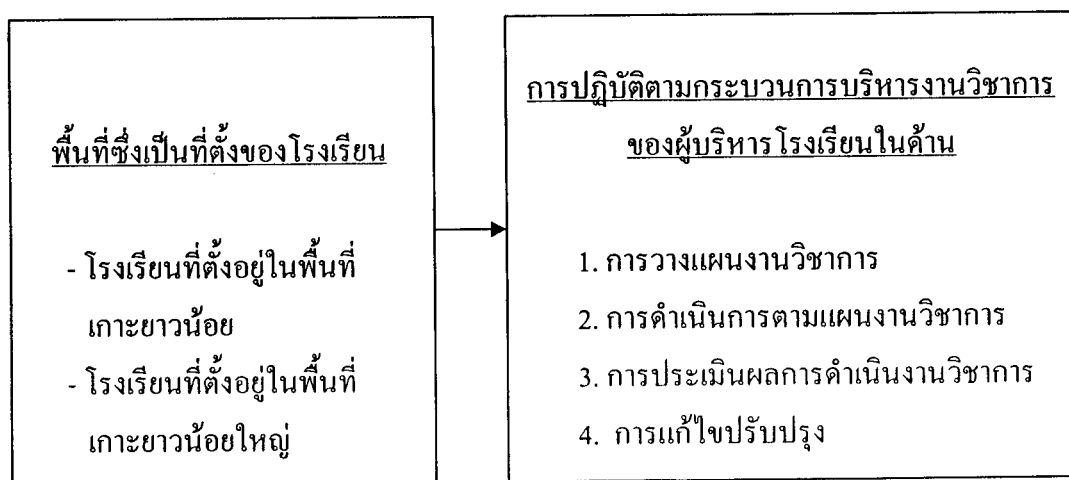 พื้นที่ซึ่งเป็นที่ตั้งของโรงเรียน
- โรงเรียนที่ตั้งอยู่ในพื้นที่
เกาะยาวน้อย
- โรงเรียนที่ตั้งอยู่ในพื้นที่
เกาะยาวน้อยใหญ่
การปฏิบัติตามกระบวนการบริหารงานวิชาการ
ของผู้บริหารโรงเรียนในด้าน
1. การวางแผนงานวิชาการ
2. การดำเนินการตามแผนงานวิชาการ
3. การประเมินผลการดำเนินงานวิชาการ
4. การแก้ไขปรับปรุง